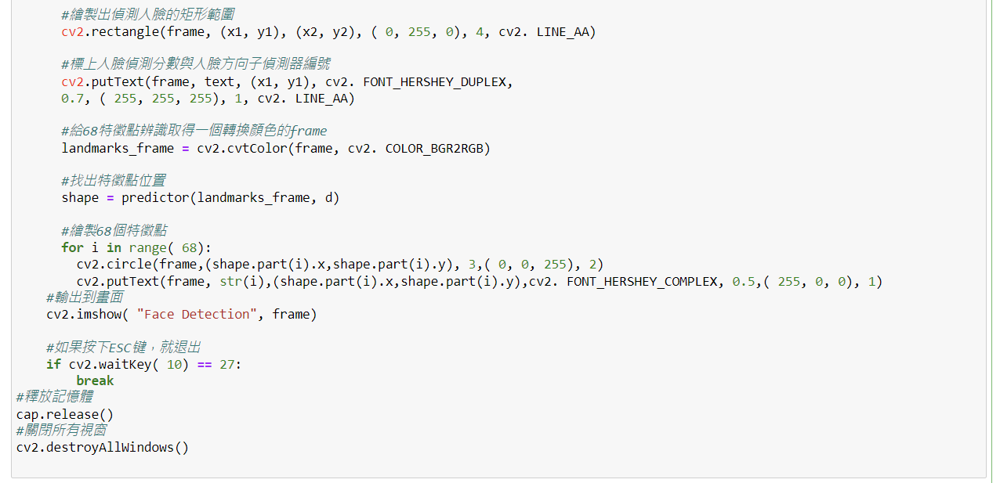 #繪製出偵測人臉的矩形範圍
cv2.rectangle(frame, (x1, y1), (x2, y2), ( 0, 255, 0), 4, cv2. LINE_AA)
#標上人臉偵測分數與人臉方向子偵測器編號
cv2.putText(frame, text, (x1, y1), cv2. FONT_HERSHEY_DUPLEX,
0.7, ( 255, 255, 255), 1, cv2. LINE_AA)
#給68特徵點辨識取得一個轉換顏色的frame
landmarks_frame = cv2.cvtColor(frame, cv2. COLOR_BGR2RGB)
#找出特徵點位置
shape = predictor(landmarks_frame, d)
#繪製68個特徵點
for i in range( 68):
cv2.circle(frame,(shape.part(i).x,shape.part(i).y), 3,( 0, 0, 255), 2)
cv2.putText(frame, str(i),(shape.part(i).x,shape.part(i).y),cv2. FONT_HERSHEY_COMPLEX, 0.5,( 255, 0, 0), 1)
#輸出到畫面
cv2.imshow( "Face Detection", frame)
#如果按下ESC键，就退出
if cv2.waitKey( 10) == 27:
break
#釋放記憶體
cap.release()
#關閉所有視窗
cv2.destroyAllWindows()